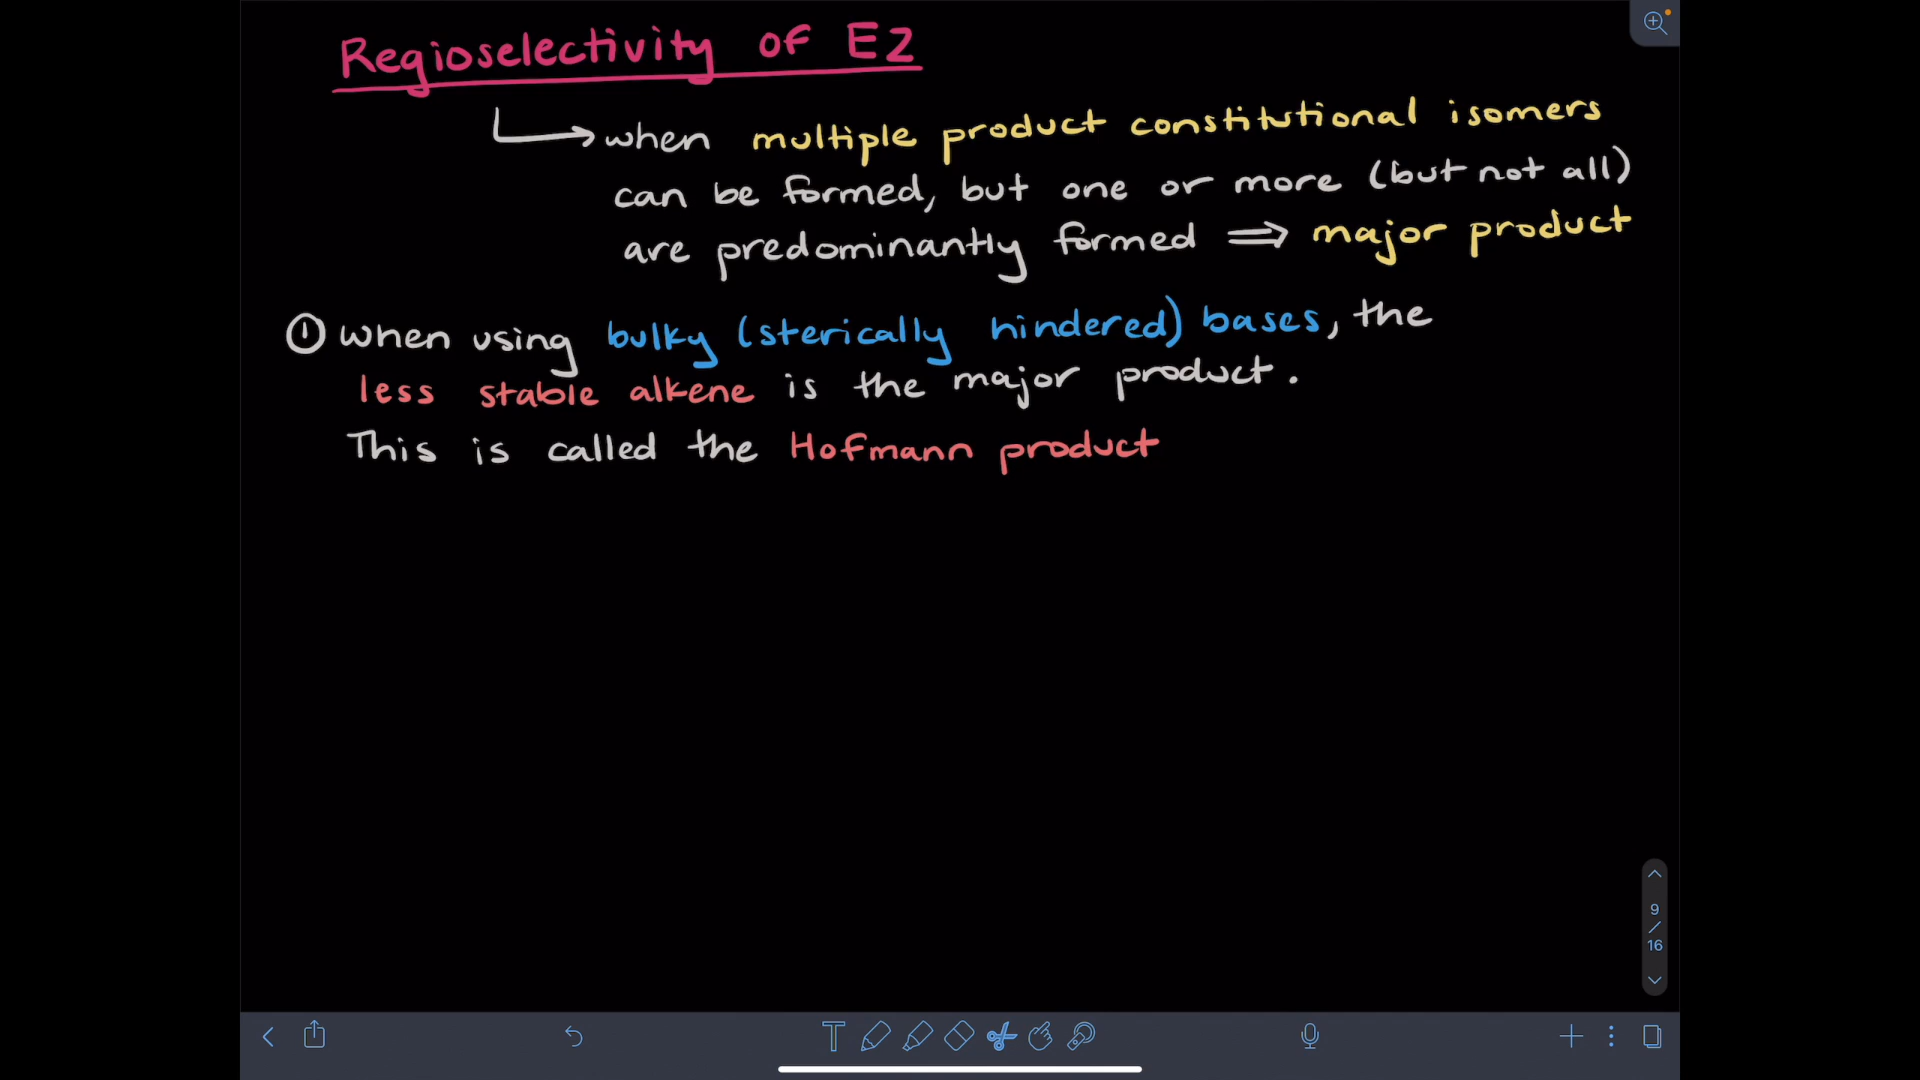 Regioselectivity of E2
when multiple product constitutional isomers
can be formed, but one or more (but not all)
are predominantly formed ⇒ major product
① when using bulky (sterically hindered) bases, the
less stable alkene is the major product.
This is called the Hofmann product
9
/
16
T